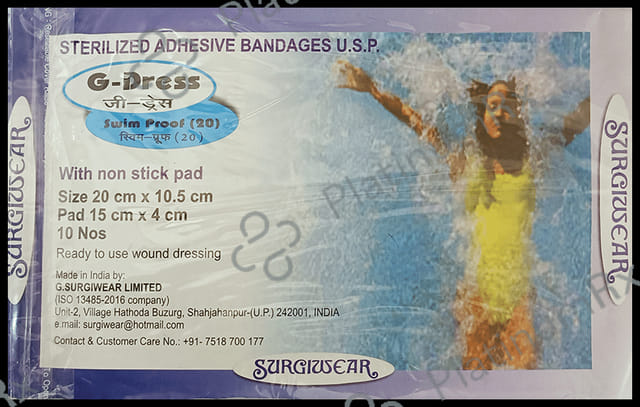 STERILIZED ADHESIVE BANDAGES U.S.P.
G-Dress
जी-ड्रेस
Swim Proof (20)
स्विम-प्रूफ (20)
With non stick pad
Size 20 cm x 10.5 cm
Pad 15 cm x 4 cm
10 Nos
Ready to use wound dressing
Made in India by:
G.SURGIWEAR LIMITED
(ISO 13485-2016 company)
Unit-2, Village Hathoda Buzurg, Shahjahanpur-(U.P.) 242001, INDIA
e.mail: surgiwear@hotmail.com
Contact & Customer Care No.: +91- 7518 700 177
SURGIWEAR
SURGIWEAR
SURGIWEAR